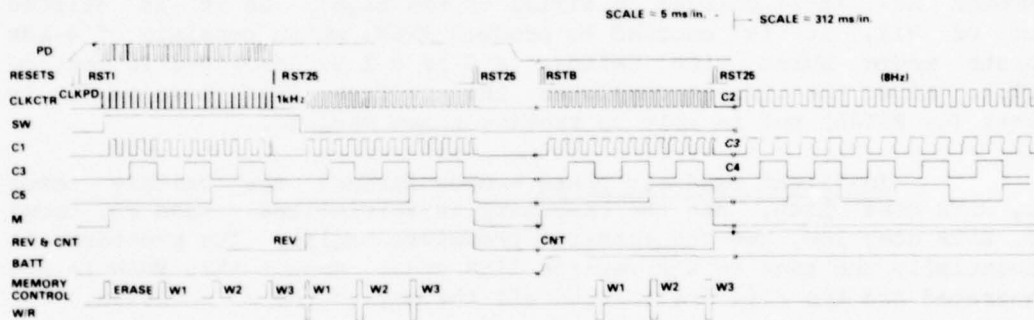 SCALE = 5 ms/in. SCALE = 312 ms/in.
PD
RESETS RSTI RST25 RST25 RSTB RST25 (8Hz)
CLKPD
CLKCTR 1kHz C2
SW
C1 C3
C3 C4
C5
M
REV & CNT REV CNT
BATT
MEMORY CONTROL ERASE W1 W2 W3 W1 W2 W3 W1 W2 W3
W/R